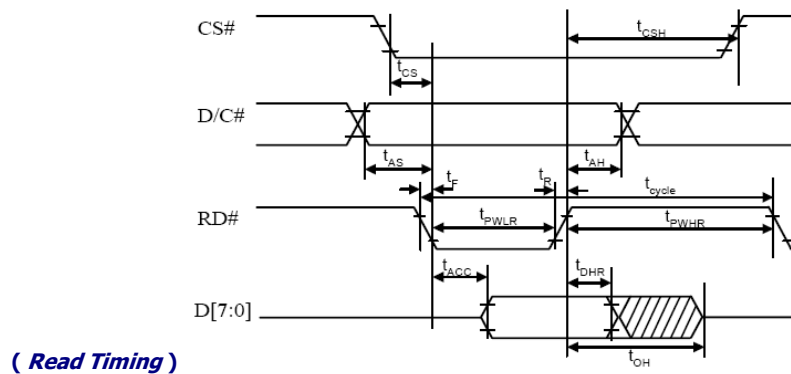 CS#
tCSH
tCS
D/C#
tAS
tAH
tF
tR
tcycle
RD#
tPWLR
tPWHR
tACC
tDHR
D[7:0]
tOH
( Read Timing )